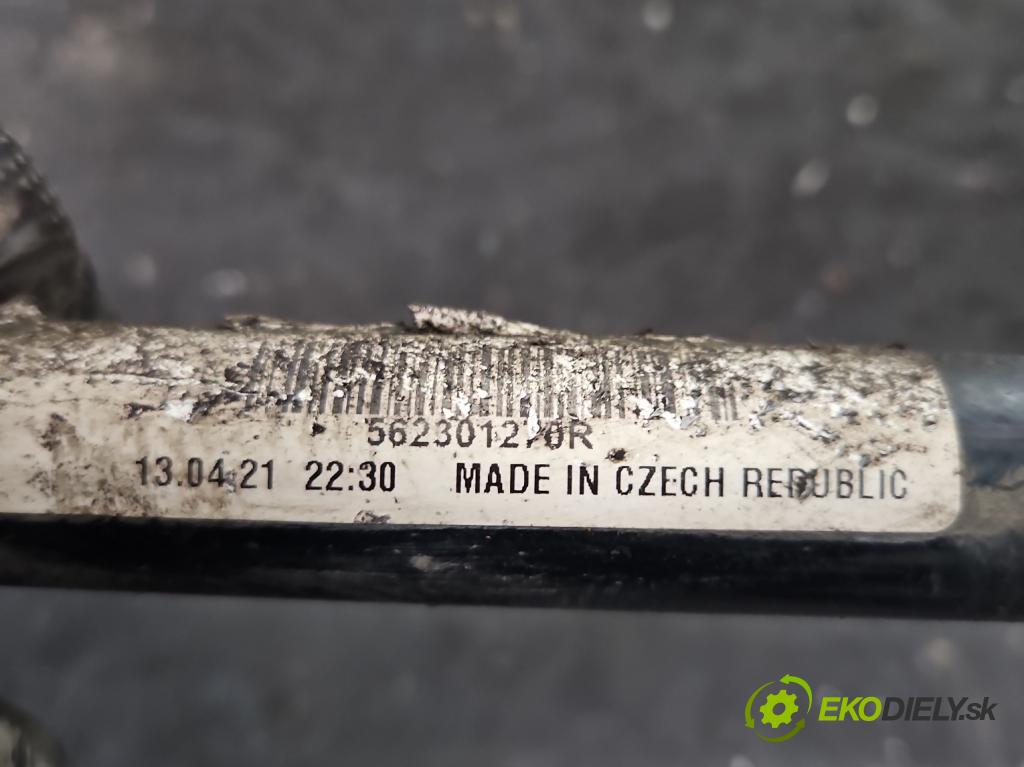 562301270R
13.04.21 22:30 MADE IN CZECH REPUBLIC
EKODIELY.sk